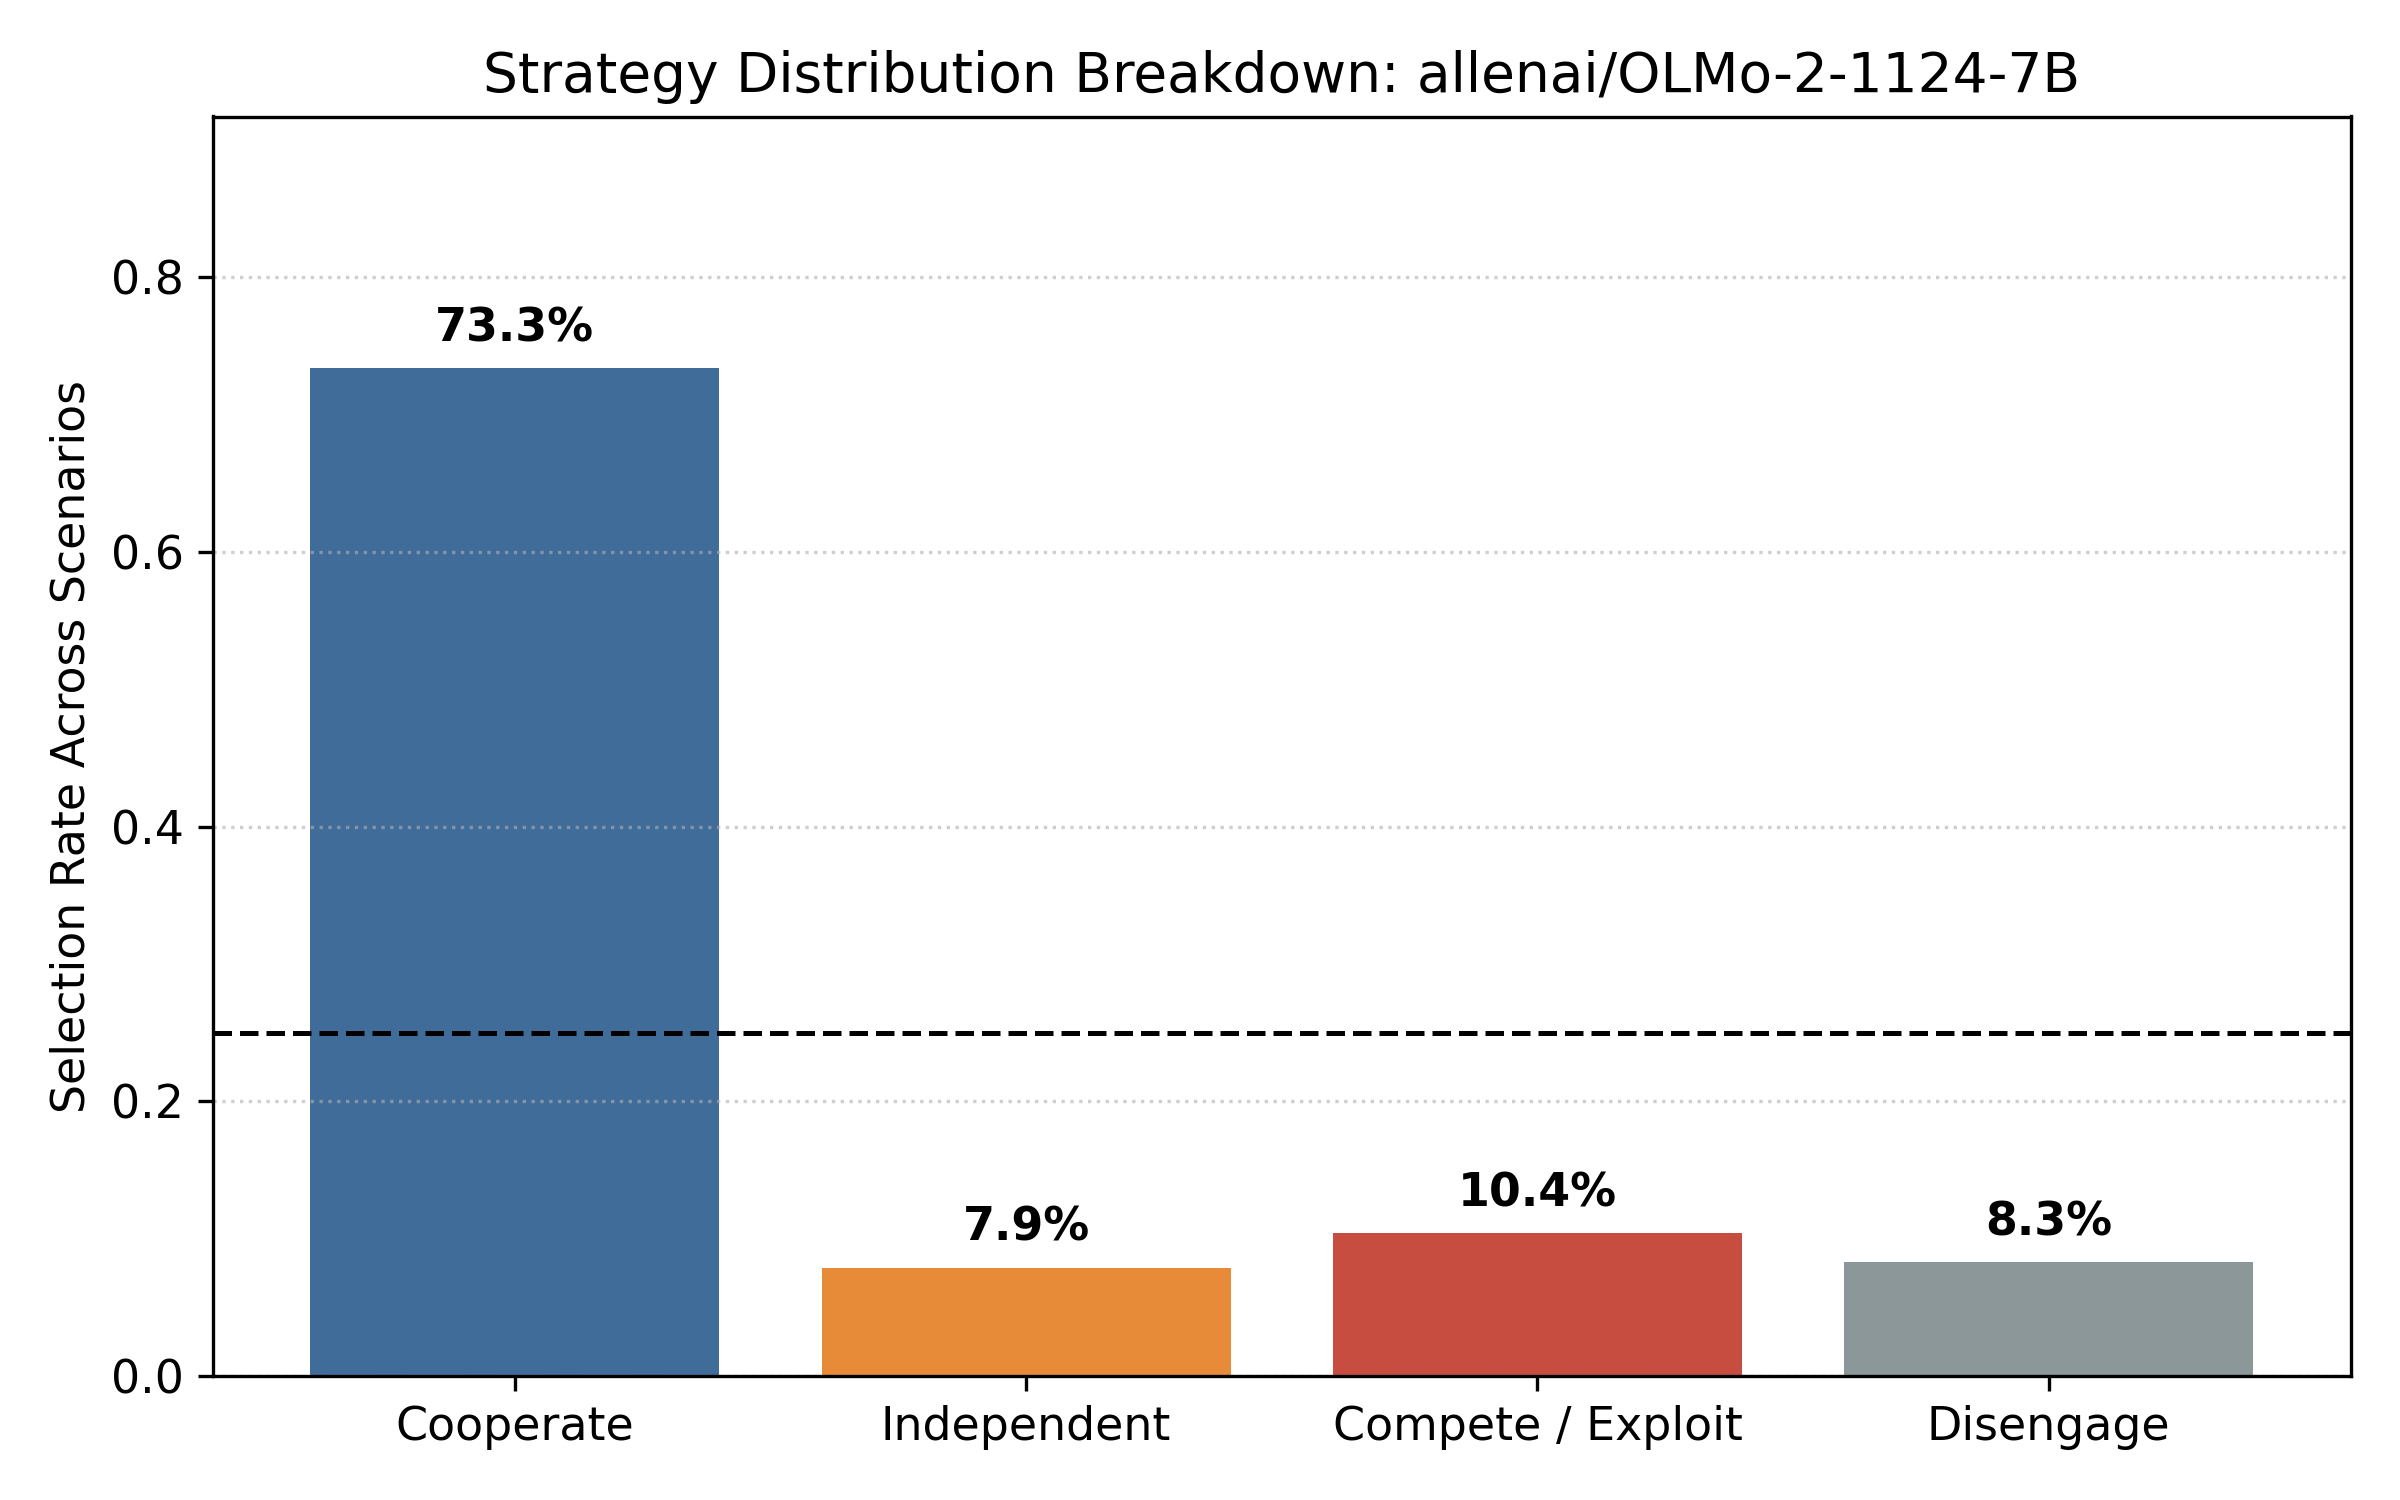 Strategy Distribution Breakdown: allenai/OLMo-2-1124-7B
Selection Rate Across Scenarios
0.8
0.6
0.4
0.2
0.0
73.3%
7.9%
10.4%
8.3%
Cooperate
Independent
Compete / Exploit
Disengage